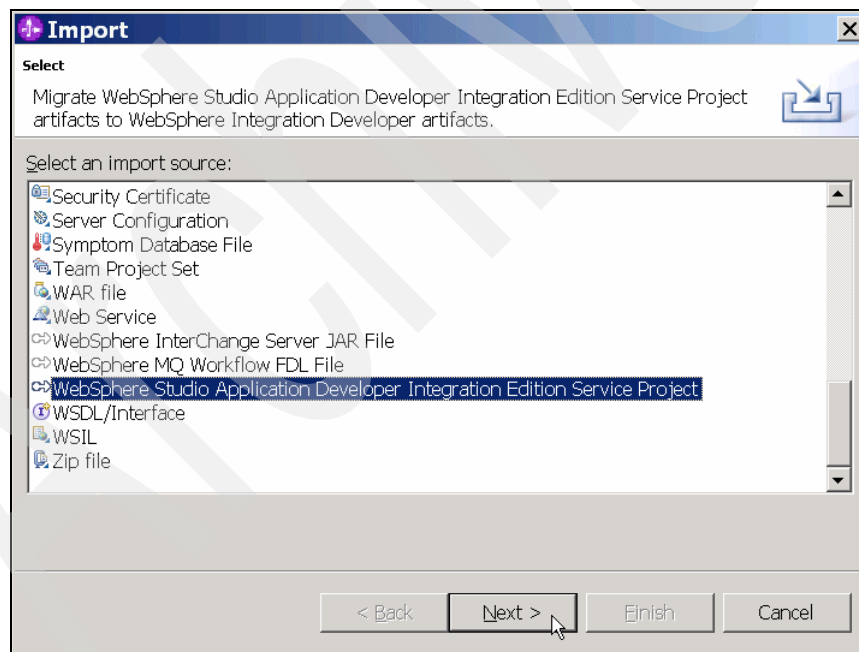 Import
Select
Migrate WebSphere Studio Application Developer Integration Edition Service Project
artifacts to WebSphere Integration Developer artifacts.
Select an import source:
Security Certificate
Server Configuration
Symptom Database File
Team Project Set
WAR file
Web Service
WebSphere InterChange Server JAR File
WebSphere MQ Workflow FDL File
WebSphere Studio Application Developer Integration Edition Service Project
WSDL/Interface
WSIL
Zip file
< Back Next > Finish Cancel